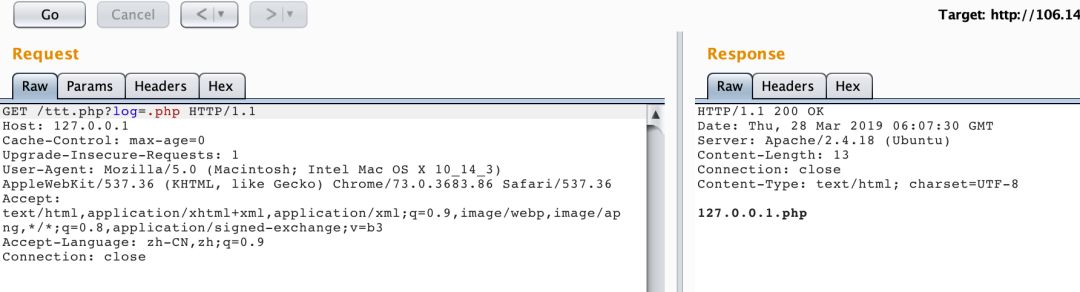 Go Cancel < > Target: http://106.14
Request
Raw Params Headers Hex
GET /ttt.php?log=.php HTTP/1.1
Host: 127.0.0.1
Cache-Control: max-age=0
Upgrade-Insecure-Requests: 1
User-Agent: Mozilla/5.0 (Macintosh; Intel Mac OS X 10_14_3)
AppleWebKit/537.36 (KHTML, like Gecko) Chrome/73.0.3683.86 Safari/537.36
Accept:
text/html,application/xhtml+xml,application/xml;q=0.9,image/webp,image/ap
ng,*/*;q=0.8,application/signed-exchange;v=b3
Accept-Language: zh-CN,zh;q=0.9
Connection: close
Response
Raw Headers Hex
HTTP/1.1 200 OK
Date: Thu, 28 Mar 2019 06:07:30 GMT
Server: Apache/2.4.18 (Ubuntu)
Content-Length: 13
Connection: close
Content-Type: text/html; charset=UTF-8
127.0.0.1.php